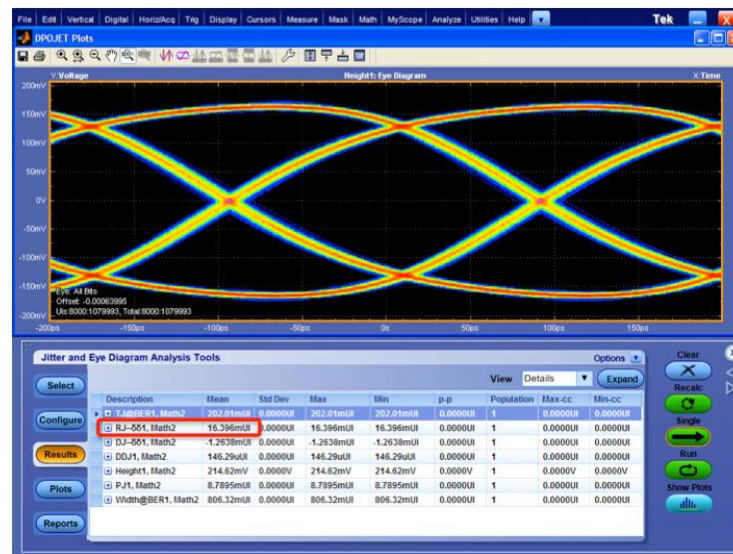 File Edit Vertical Digital Horiz/Acq Trig Display Cursors Measure Mask Math MyScope Analyze Utilities Help Tek
DPOJET Plots
Y:Voltage Height1: Eye Diagram X:Time
200mV
150mV
100mV
50mV
0V
-50mV
-100mV
-150mV
-200mV
Eye: All Bits
Offset: -0.00063995
UIs:8000:1079993, Total:8000:1079993
-200ps -150ps -100ps -50ps 0s 50ps 100ps 150ps
Jitter and Eye Diagram Analysis Tools Options
Clear
View Details Expand
Select
Configure
Results
Plots
Reports
Description Mean Std Dev Max Min p-p Population Max-cc Min-cc
TJ@BER1, Math2 202.01mUI 0.0000UI 202.01mUI 202.01mUI 0.0000UI 1 0.0000UI 0.0000UI
RJ-δδ1, Math2 16.396mUI 0.0000UI 16.396mUI 16.396mUI 0.0000UI 1 0.0000UI 0.0000UI
DJ-δδ1, Math2 -1.2638mUI 0.0000UI -1.2638mUI -1.2638mUI 0.0000UI 1 0.0000UI 0.0000UI
DDJ1, Math2 146.29uUI 0.0000UI 146.29uUI 146.29uUI 0.0000UI 1 0.0000UI 0.0000UI
Height1, Math2 214.62mV 0.0000V 214.62mV 214.62mV 0.0000V 1 0.0000V 0.0000V
PJ1, Math2 8.7895mUI 0.0000UI 8.7895mUI 8.7895mUI 0.0000UI 1 0.0000UI 0.0000UI
Width@BER1, Math2 806.32mUI 0.0000UI 806.32mUI 806.32mUI 0.0000UI 1 0.0000UI 0.0000UI
Recalc
Single
Run
Show Plots